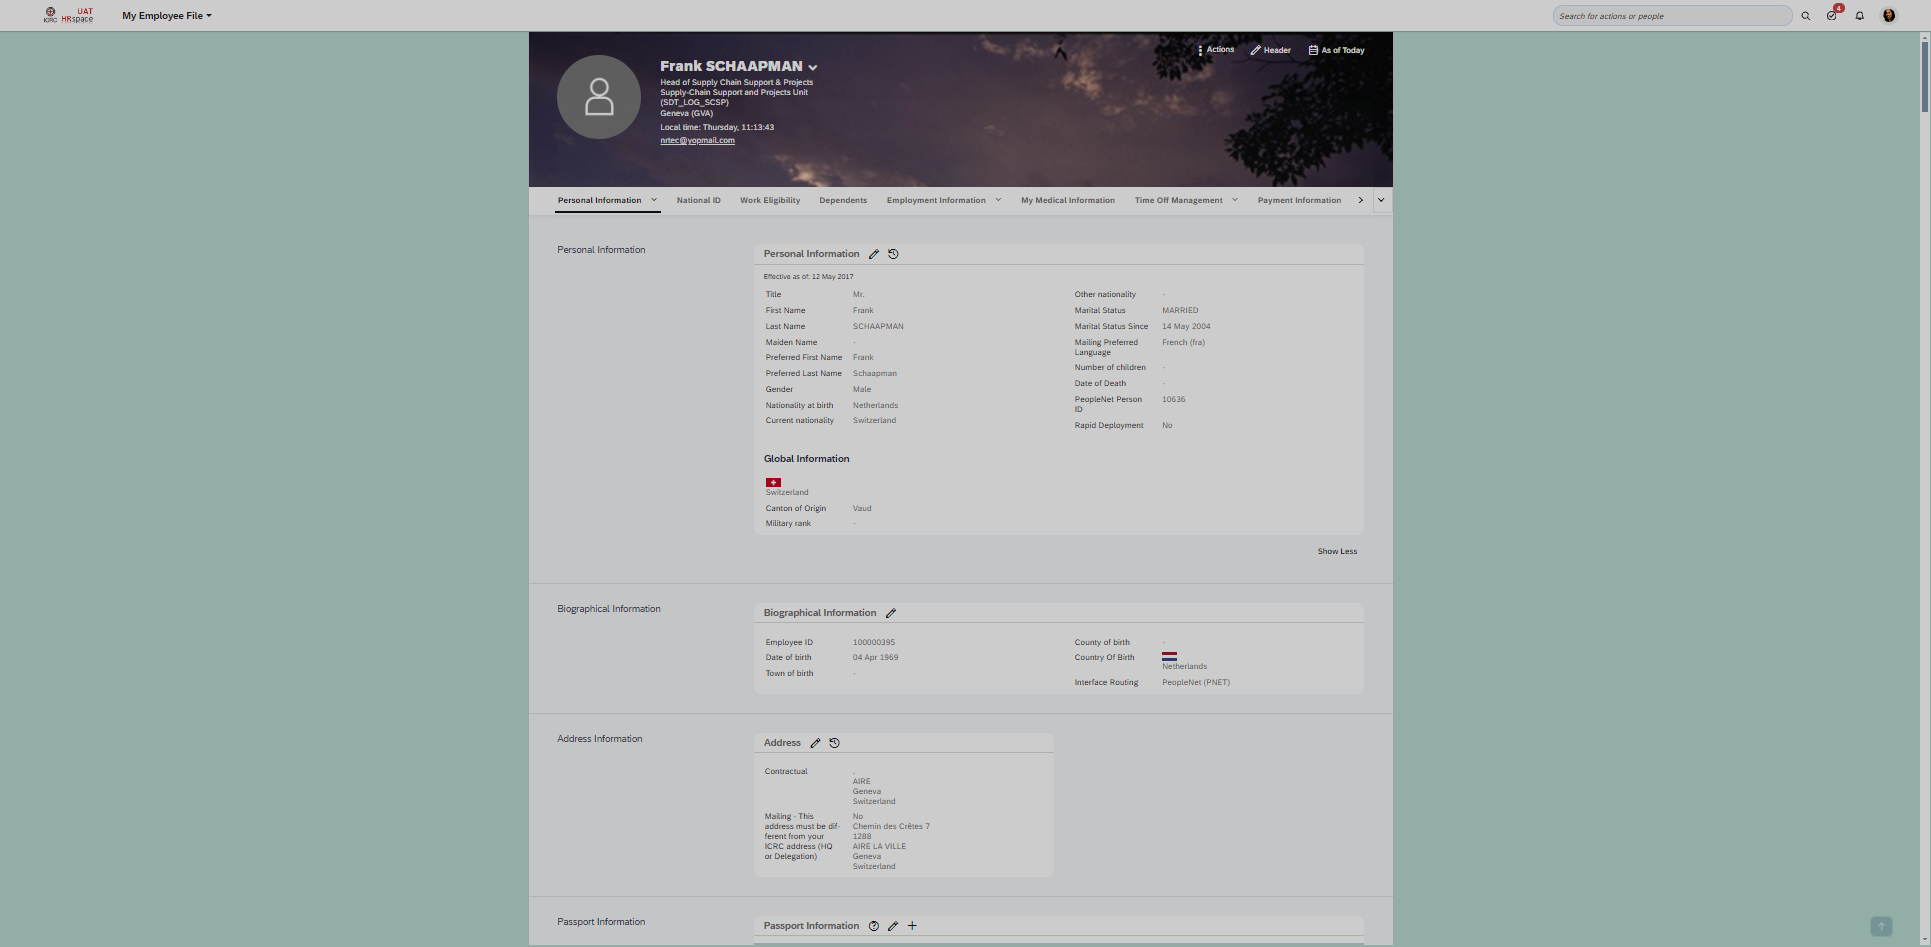 ICRC
UAT
HRspace
My Employee File
Search for actions or people
4
Actions
Header
As of Today
Frank SCHAAPMAN
Head of Supply Chain Support & Projects
Supply-Chain Support and Projects Unit
(SDT_LOG_SCSP)
Geneva (GVA)
Local time: Thursday, 11:13:43
nrtec@yopmail.com
Personal Information
National ID
Work Eligibility
Dependents
Employment Information
My Medical Information
Time Off Management
Payment Information
Personal Information
Personal Information
Effective as of: 12 May 2017
Title Mr.
First Name Frank
Last Name SCHAAPMAN
Maiden Name -
Preferred First Name Frank
Preferred Last Name Schaapman
Gender Male
Nationality at birth Netherlands
Current nationality Switzerland
Other nationality -
Marital Status MARRIED
Marital Status Since 14 May 2004
Mailing Preferred French (fra)
Language
Number of children -
Date of Death -
PeopleNet Person 10636
ID
Rapid Deployment No
Global Information
Switzerland
Canton of Origin Vaud
Military rank -
Show Less
Biographical Information
Biographical Information
Employee ID 100000395
Date of birth 04 Apr 1969
Town of birth -
County of birth -
Country Of Birth
Netherlands
Interface Routing PeopleNet (PNET)
Address Information
Address
Contractual .
AIRE
Geneva
Switzerland
Mailing - This No
address must be dif- Chemin des Crêtes 7
ferent from your 1288
ICRC address (HQ AIRE LA VILLE
or Delegation) Geneva
Switzerland
Passport Information
Passport Information